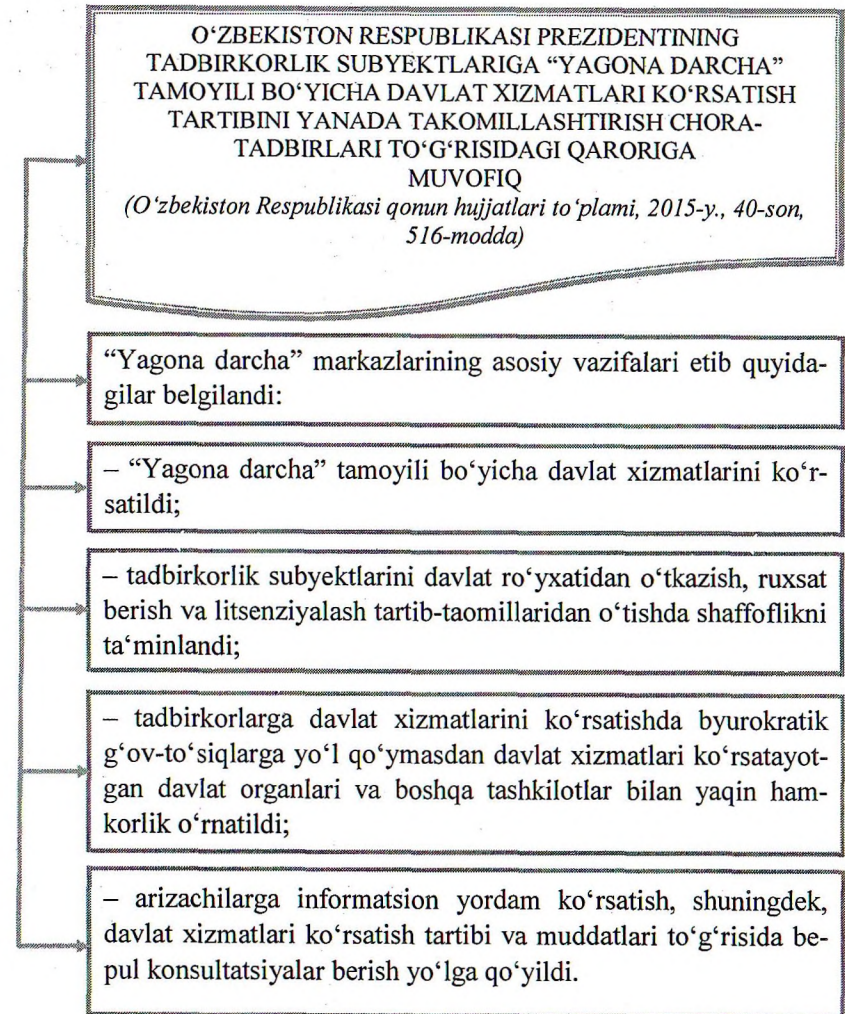 O‘ZBEKISTON RESPUBLIKASI PREZIDENTINING
TADBIRKORLIK SUBYEKTLARIGA “YAGONA DARCHA”
TAMOYILI BO‘YICHA DAVLAT XIZMATLARI KO‘RSATISH
TARTIBINI YANADA TAKOMILLASHTIRISH CHORA-
TADBIRLARI TO‘G‘RISIDAGI QARORIGA
MUVOFIQ
(O‘zbekiston Respublikasi qonun hujjatlari to‘plami, 2015-y., 40-son,
516-modda)
“Yagona darcha” markazlarining asosiy vazifalari etib quyida-
gilar belgilandi:
– “Yagona darcha” tamoyili bo‘yicha davlat xizmatlarini ko‘r-
satildi;
– tadbirkorlik subyektlarini davlat ro‘yxatidan o‘tkazish, ruxsat
berish va litsenziyalash tartib-taomillaridan o‘tishda shaffoflikni
ta‘minlandi;
– tadbirkorlarga davlat xizmatlarini ko‘rsatishda byurokratik
g‘ov-to‘siqlarga yo‘l qo‘ymasdan davlat xizmatlari ko‘rsatayot-
gan davlat organlari va boshqa tashkilotlar bilan yaqin ham-
korlik o‘rnatildi;
– arizachilarga informatsion yordam ko‘rsatish, shuningdek,
davlat xizmatlari ko‘rsatish tartibi va muddatlari to‘g‘risida be-
pul konsultatsiyalar berish yo‘lga qo‘yildi.